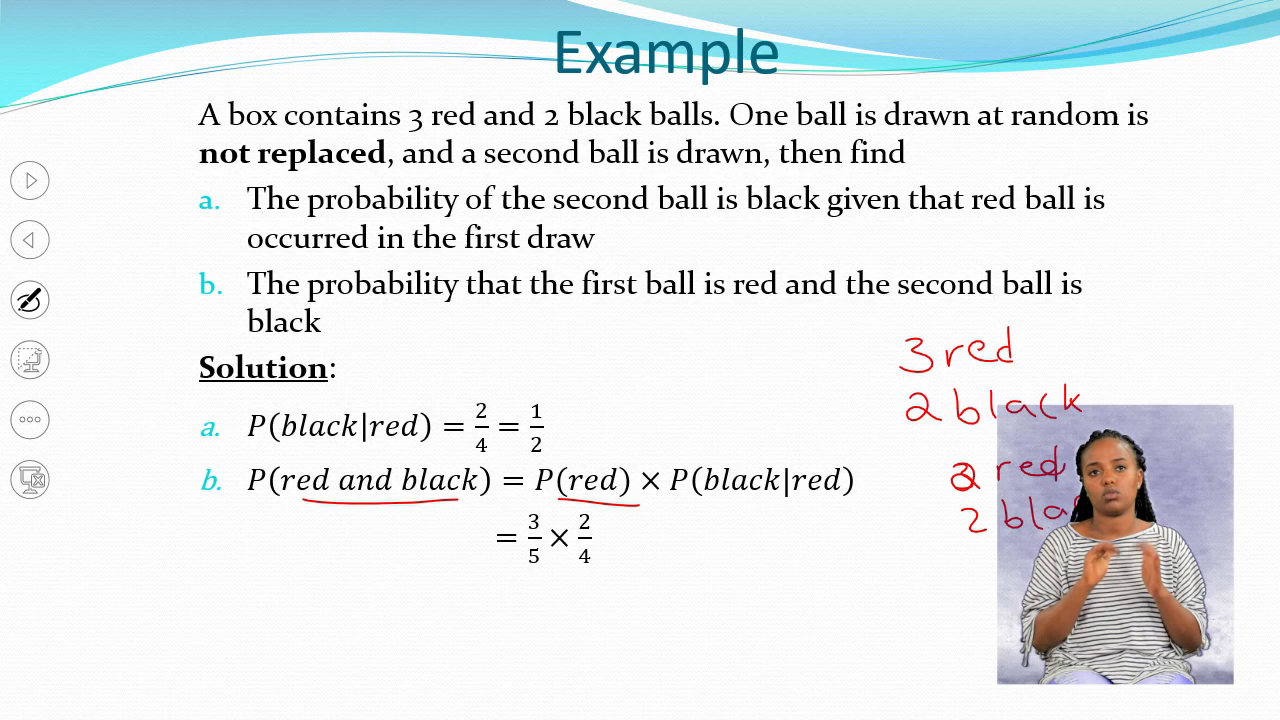 Example
A box contains 3 red and 2 black balls. One ball is drawn at random is
not replaced, and a second ball is drawn, then find
a. The probability of the second ball is black given that red ball is
occurred in the first draw
b. The probability that the first ball is red and the second ball is
black
Solution:
3 red
2 black
a. P(black|red) = 2/4 = 1/2
b. P(red and black) = P(red) × P(black|red)
= 3/5 × 2/4
2 red
2 bla